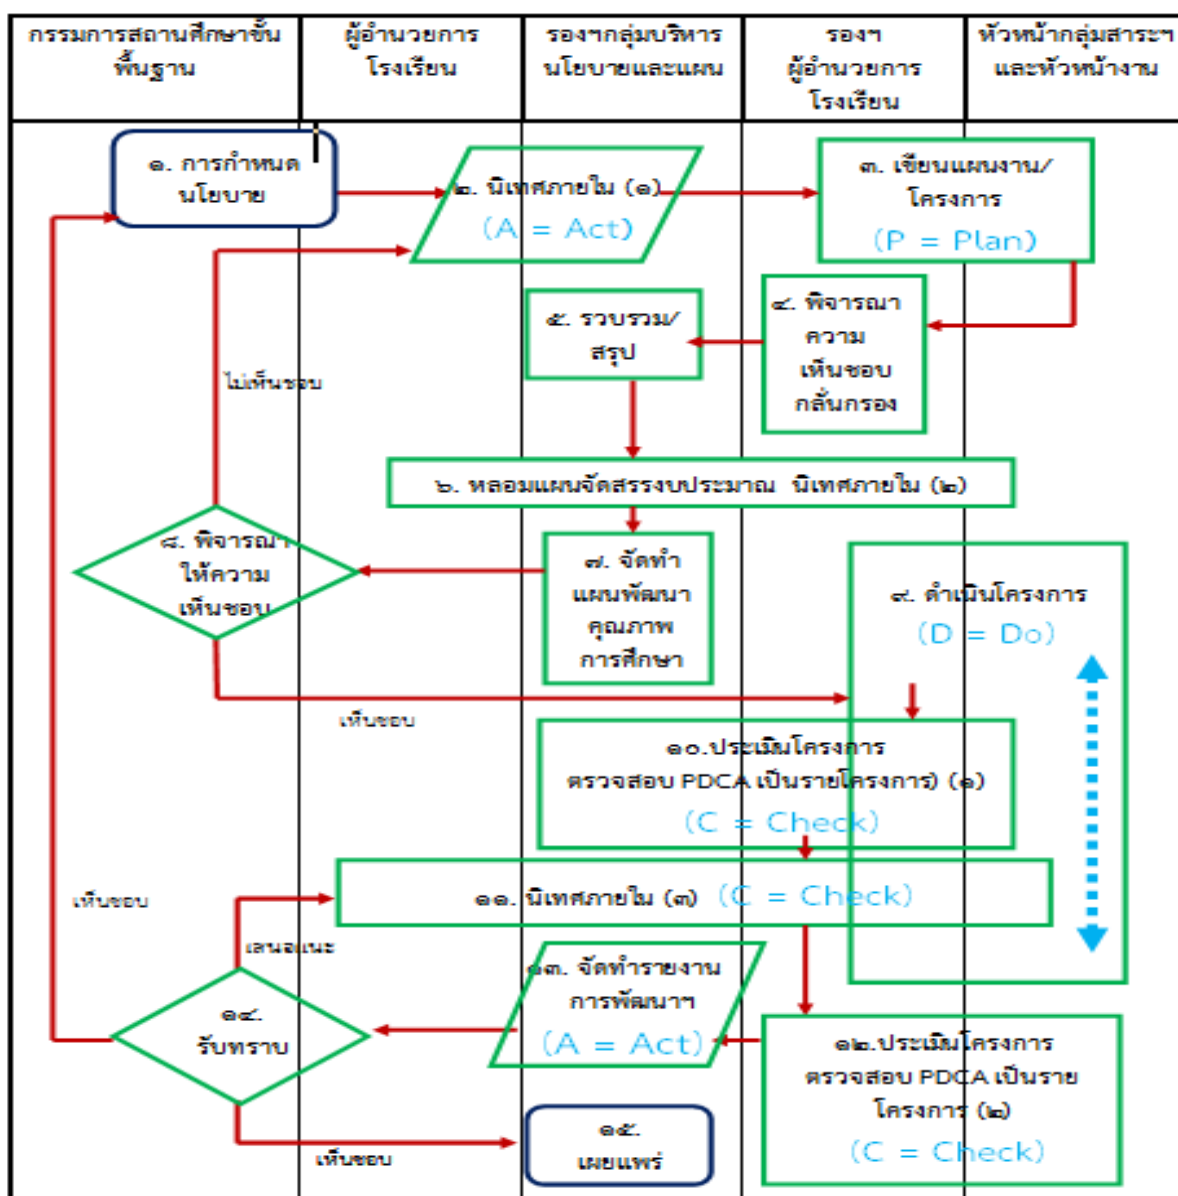 กรรมการสถานศึกษาขั้น
พื้นฐาน
ผู้อำนวยการ
โรงเรียน
รองฯกลุ่มบริหาร
นโยบายและแผน
รองฯ
ผู้อำนวยการ
โรงเรียน
หัวหน้ากลุ่มสาระฯ
และหัวหน้างาน
๑. การกำหนด
นโยบาย
๒. นิเทศภายใน (๑)
(A = Act)
๓. เขียนแผนงาน/
โครงการ
(P = Plan)
๔. พิจารณา
ความ
เห็นชอบ
กลั่นกรอง
๕. รวบรวม/
สรุป
ไม่เห็นชอบ
๖. หลอมแผนจัดสรรงบประมาณ นิเทศภายใน (๒)
๗. จัดทำ
แผนพัฒนา
คุณภาพ
การศึกษา
๘. พิจารณา
ให้ความ
เห็นชอบ
๙. ดำเนินโครงการ
(D = Do)
เห็นชอบ
๑๐.ประเมินโครงการ
ตรวจสอบ PDCA เป็นรายโครงการ) (๑)
(C = Check)
๑๑. นิเทศภายใน (๓) (C = Check)
เห็นชอบ
เสนอแนะ
๑๒.ประเมินโครงการ
ตรวจสอบ PDCA เป็นราย
โครงการ (๒)
(C = Check)
๑๓. จัดทำรายงาน
การพัฒนาฯ
(A = Act)
๑๔.
รับทราบ
เห็นชอบ
๑๕.
เผยแพร่